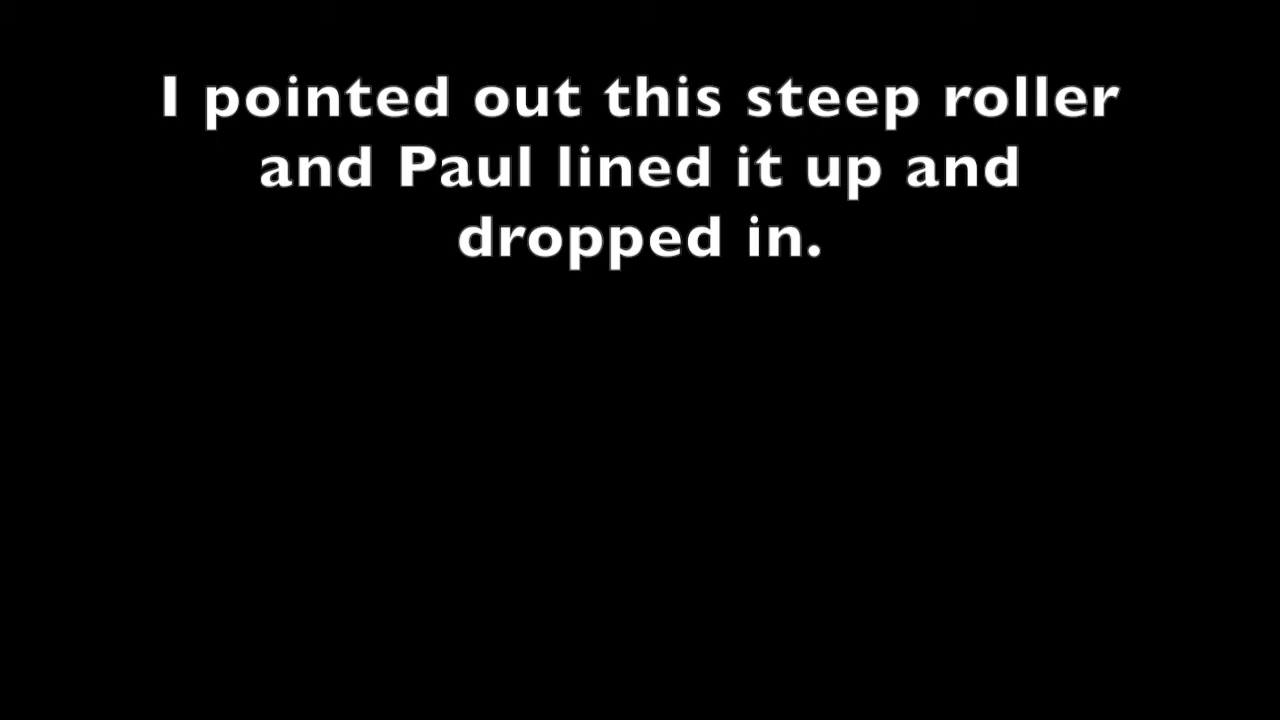 I pointed out this steep roller
and Paul lined it up and
dropped in.